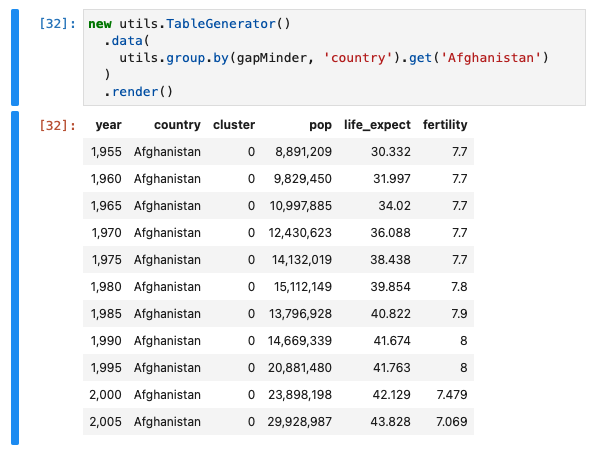 [32]: new utils.TableGenerator()
.data(
utils.group.by(gapMinder, 'country').get('Afghanistan')
)
.render()
[32]: year country cluster pop life_expect fertility
1,955 Afghanistan 0 8,891,209 30.332 7.7
1,960 Afghanistan 0 9,829,450 31.997 7.7
1,965 Afghanistan 0 10,997,885 34.02 7.7
1,970 Afghanistan 0 12,430,623 36.088 7.7
1,975 Afghanistan 0 14,132,019 38.438 7.7
1,980 Afghanistan 0 15,112,149 39.854 7.8
1,985 Afghanistan 0 13,796,928 40.822 7.9
1,990 Afghanistan 0 14,669,339 41.674 8
1,995 Afghanistan 0 20,881,480 41.763 8
2,000 Afghanistan 0 23,898,198 42.129 7.479
2,005 Afghanistan 0 29,928,987 43.828 7.069